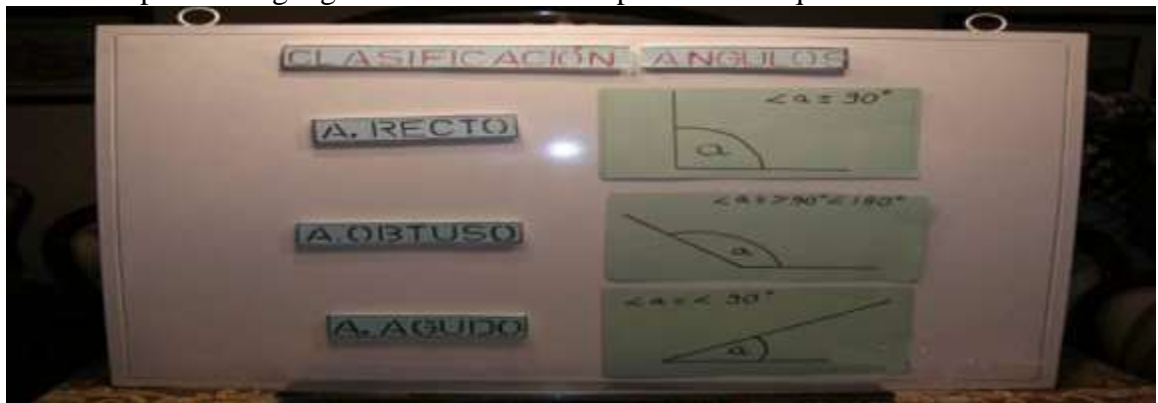 CLASIFICACIÓN ANGULOS
A. RECTO
<a = 90°
a
A. OBTUSO
<a = >90° < 180°
a
A. AGUDO
<a = < 90°
a